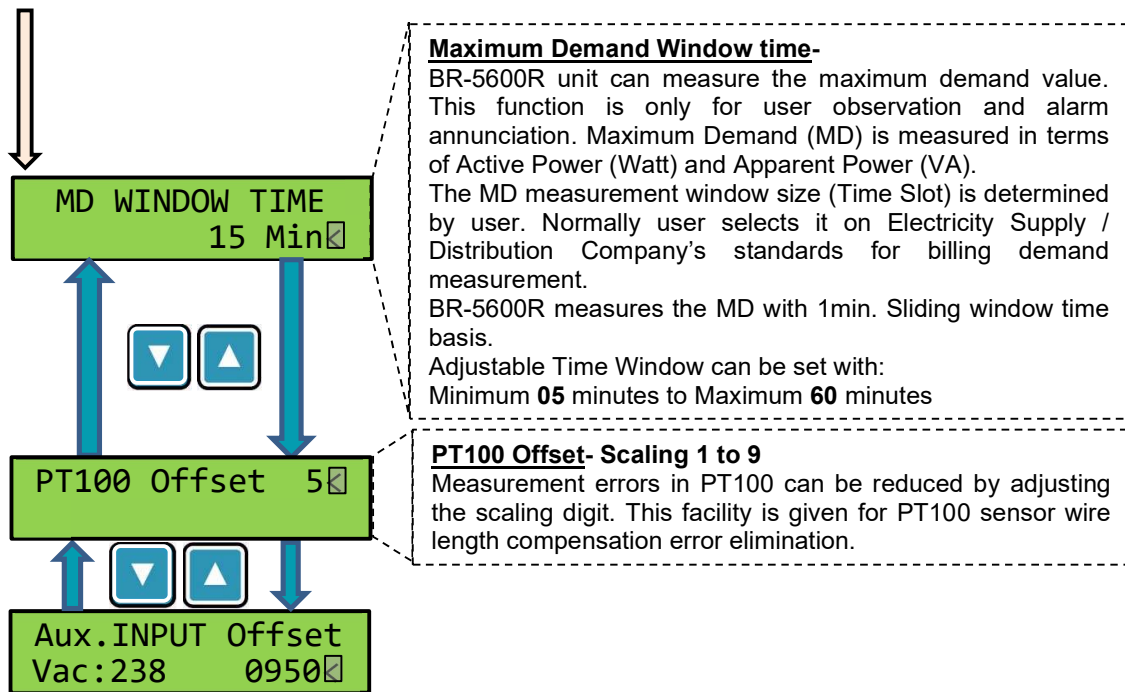 MD WINDOW TIME
15 Min
Maximum Demand Window time-
BR-5600R unit can measure the maximum demand value.
This function is only for user observation and alarm
annunciation. Maximum Demand (MD) is measured in terms
of Active Power (Watt) and Apparent Power (VA).
The MD measurement window size (Time Slot) is determined
by user. Normally user selects it on Electricity Supply /
Distribution Company’s standards for billing demand
measurement.
BR-5600R measures the MD with 1min. Sliding window time
basis.
Adjustable Time Window can be set with:
Minimum 05 minutes to Maximum 60 minutes
PT100 Offset 5
PT100 Offset- Scaling 1 to 9
Measurement errors in PT100 can be reduced by adjusting
the scaling digit. This facility is given for PT100 sensor wire
length compensation error elimination.
Aux.INPUT Offset
Vac:238 0950